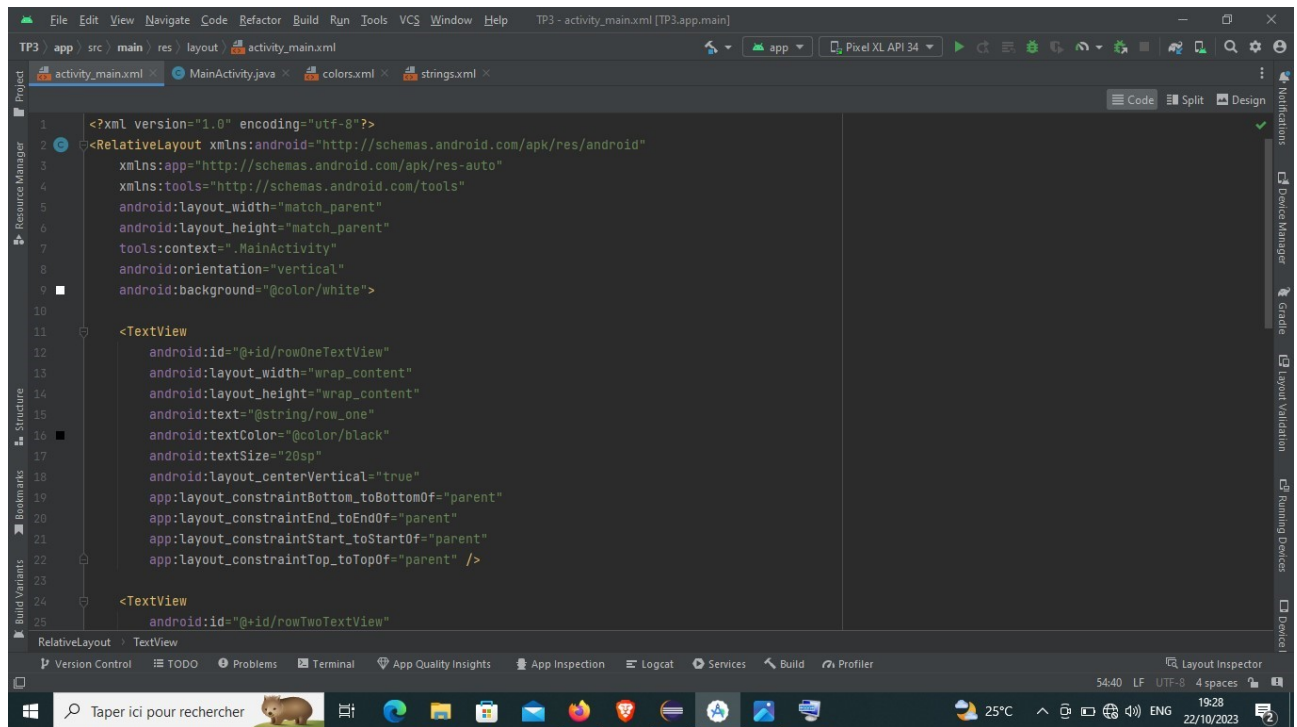 File Edit View Navigate Code Refactor Build Run Tools VCS Window Help TP3 - activity_main.xml [TP3.app.main]
TP3 app src main res layout activity_main.xml app Pixel XL API 34
activity_main.xml MainActivity.java colors.xml strings.xml
Code Split Design
1 <?xml version="1.0" encoding="utf-8"?>
2 <RelativeLayout xmlns:android="http://schemas.android.com/apk/res/android"
3 xmlns:app="http://schemas.android.com/apk/res-auto"
4 xmlns:tools="http://schemas.android.com/tools"
5 android:layout_width="match_parent"
6 android:layout_height="match_parent"
7 tools:context=".MainActivity"
8 android:orientation="vertical"
9 android:background="@color/white">
10
11 <TextView
12 android:id="@+id/rowOneTextView"
13 android:layout_width="wrap_content"
14 android:layout_height="wrap_content"
15 android:text="@string/row_one"
16 android:textColor="@color/black"
17 android:textSize="20sp"
18 android:layout_centerVertical="true"
19 app:layout_constraintBottom_toBottomOf="parent"
20 app:layout_constraintEnd_toEndOf="parent"
21 app:layout_constraintStart_toStartOf="parent"
22 app:layout_constraintTop_toTopOf="parent" />
23
24 <TextView
25 android:id="@+id/rowTwoTextView"
RelativeLayout TextView
Project
Resource Manager
Structure
Bookmarks
Build Variants
Notifications
Device Manager
Gradle
Layout Validation
Running Devices
Version Control TODO Problems Terminal App Quality Insights App Inspection Logcat Services Build Profiler Layout Inspector
54:40 LF UTF-8 4 spaces
Taper ici pour rechercher 25°C ENG 19:28
22/10/2023
2